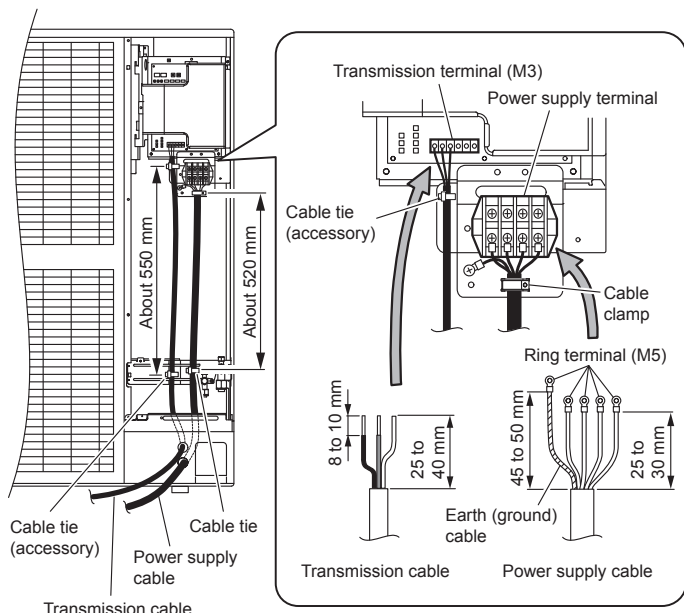 Transmission terminal (M3)
Power supply terminal
Cable tie
(accessory)
Cable
clamp
Ring terminal (M5)
About 550 mm
About 520 mm
8 to 10 mm
25 to
40 mm
45 to 50 mm
25 to
30 mm
Earth (ground)
cable
Transmission cable
Power supply cable
Cable tie
(accessory)
Cable tie
Power supply
cable
Transmission cable